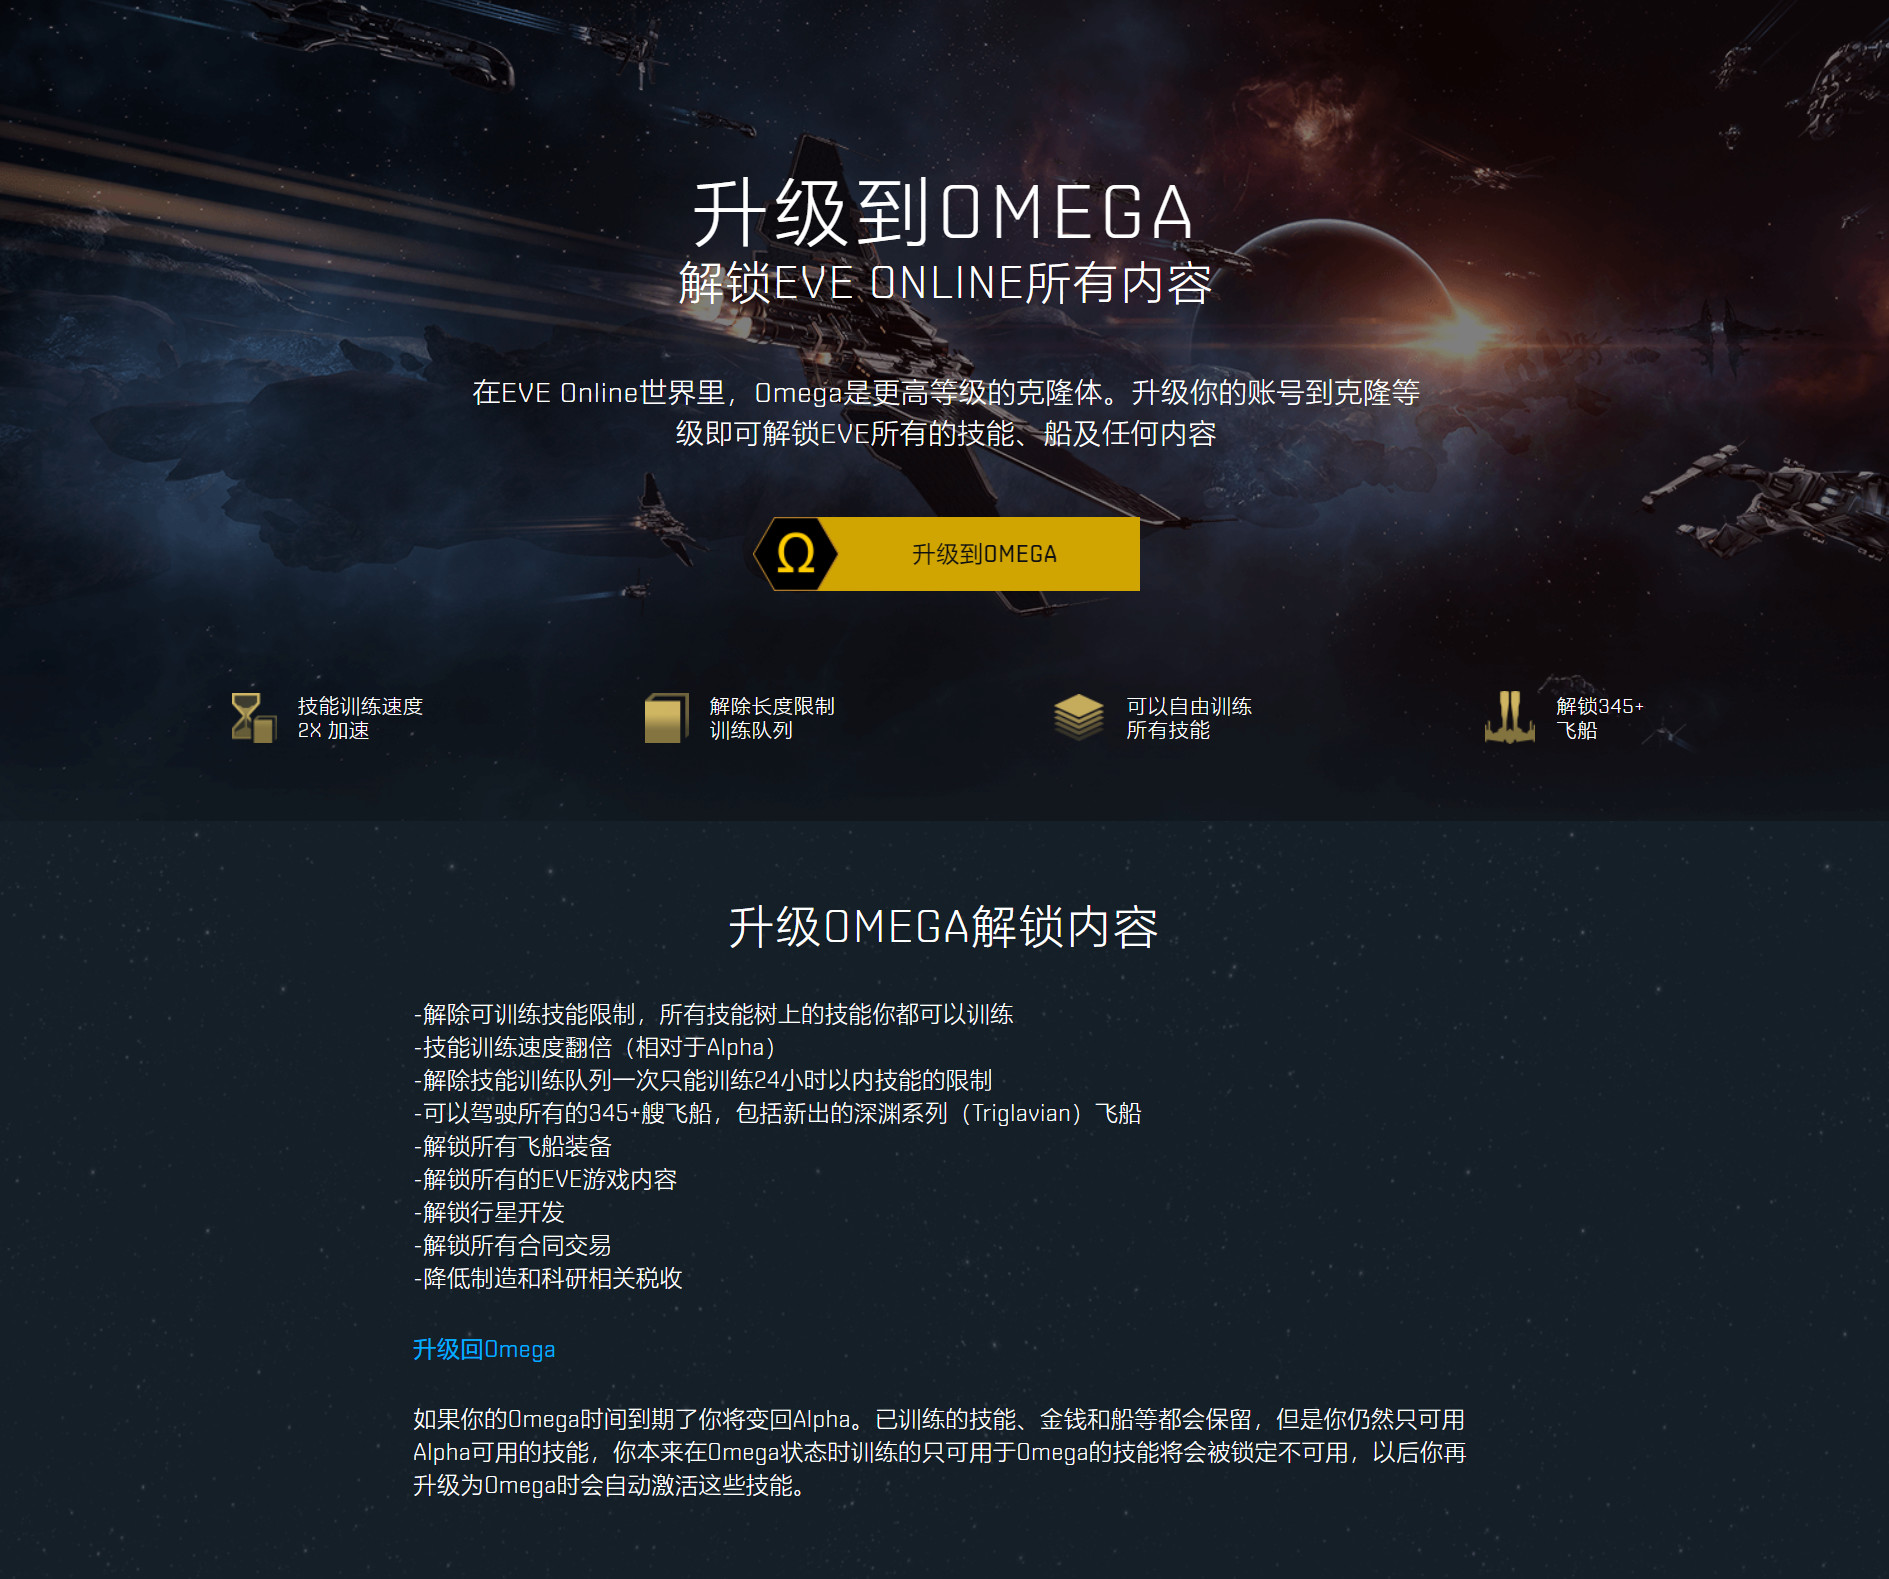 升级到OMEGA
解锁EVE ONLINE所有内容
在EVE Online世界里，Omega是更高等级的克隆体。升级你的账号到克隆等
级即可解锁EVE所有的技能、船及任何内容
Ω 升级到OMEGA
技能训练速度
2X 加速
解除长度限制
训练队列
可以自由训练
所有技能
解锁345+
飞船
升级OMEGA解锁内容
-解除可训练技能限制，所有技能树上的技能你都可以训练
-技能训练速度翻倍（相对于Alpha）
-解除技能训练队列一次只能训练24小时以内技能的限制
-可以驾驶所有的345+艘飞船，包括新出的深渊系列（Triglavian）飞船
-解锁所有飞船装备
-解锁所有的EVE游戏内容
-解锁行星开发
-解锁所有合同交易
-降低制造和科研相关税收
升级回Omega
如果你的Omega时间到期了你将变回Alpha。已训练的技能、金钱和船等都会保留，但是你仍然只可用
Alpha可用的技能，你本来在Omega状态时训练的只可用于Omega的技能将会被锁定不可用，以后你再
升级为Omega时会自动激活这些技能。